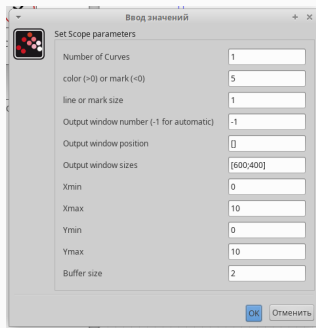 Ввод значений
Set Scope parameters
Number of Curves 1
color (>0) or mark (<0) 5
line or mark size 1
Output window number (-1 for automatic) -1
Output window position []
Output window sizes [600;400]
Xmin 0
Xmax 10
Ymin 0
Ymax 10
Buffer size 2
OK Отменить